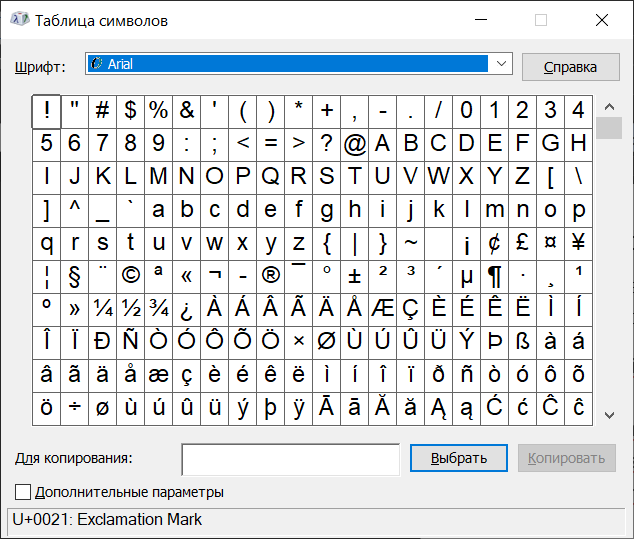 Таблица символов
Шрифт: Arial Справка
! " # $ % & ' ( ) * + , - . / 0 1 2 3 4
5 6 7 8 9 : ; < = > ? @ A B C D E F G H
I J K L M N O P Q R S T U V W X Y Z [ \
] ^ _ ` a b c d e f g h i j k l m n o p
q r s t u v w x y z { | } ~   ¡ ¢ £ ¤ ¥
¦ § ¨ © ª « ¬ - ® ¯ ° ± ² ³ ´ µ ¶ · ¸ ¹
º » ¼ ½ ¾ ¿ À Á Â Ã Ä Å Æ Ç È É Ê Ë Ì Í
Î Ï Ð Ñ Ò Ó Ô Õ Ö × Ø Ù Ú Û Ü Ý Þ ß à á
â ã ä å æ ç è é ê ë ì í î ï ð ñ ò ó ô õ
ö ÷ ø ù ú û ü ý þ ÿ Ā ā Ă ă Ą ą Ć ć Ĉ ĉ
Для копирования: Выбрать Копировать
Дополнительные параметры
U+0021: Exclamation Mark